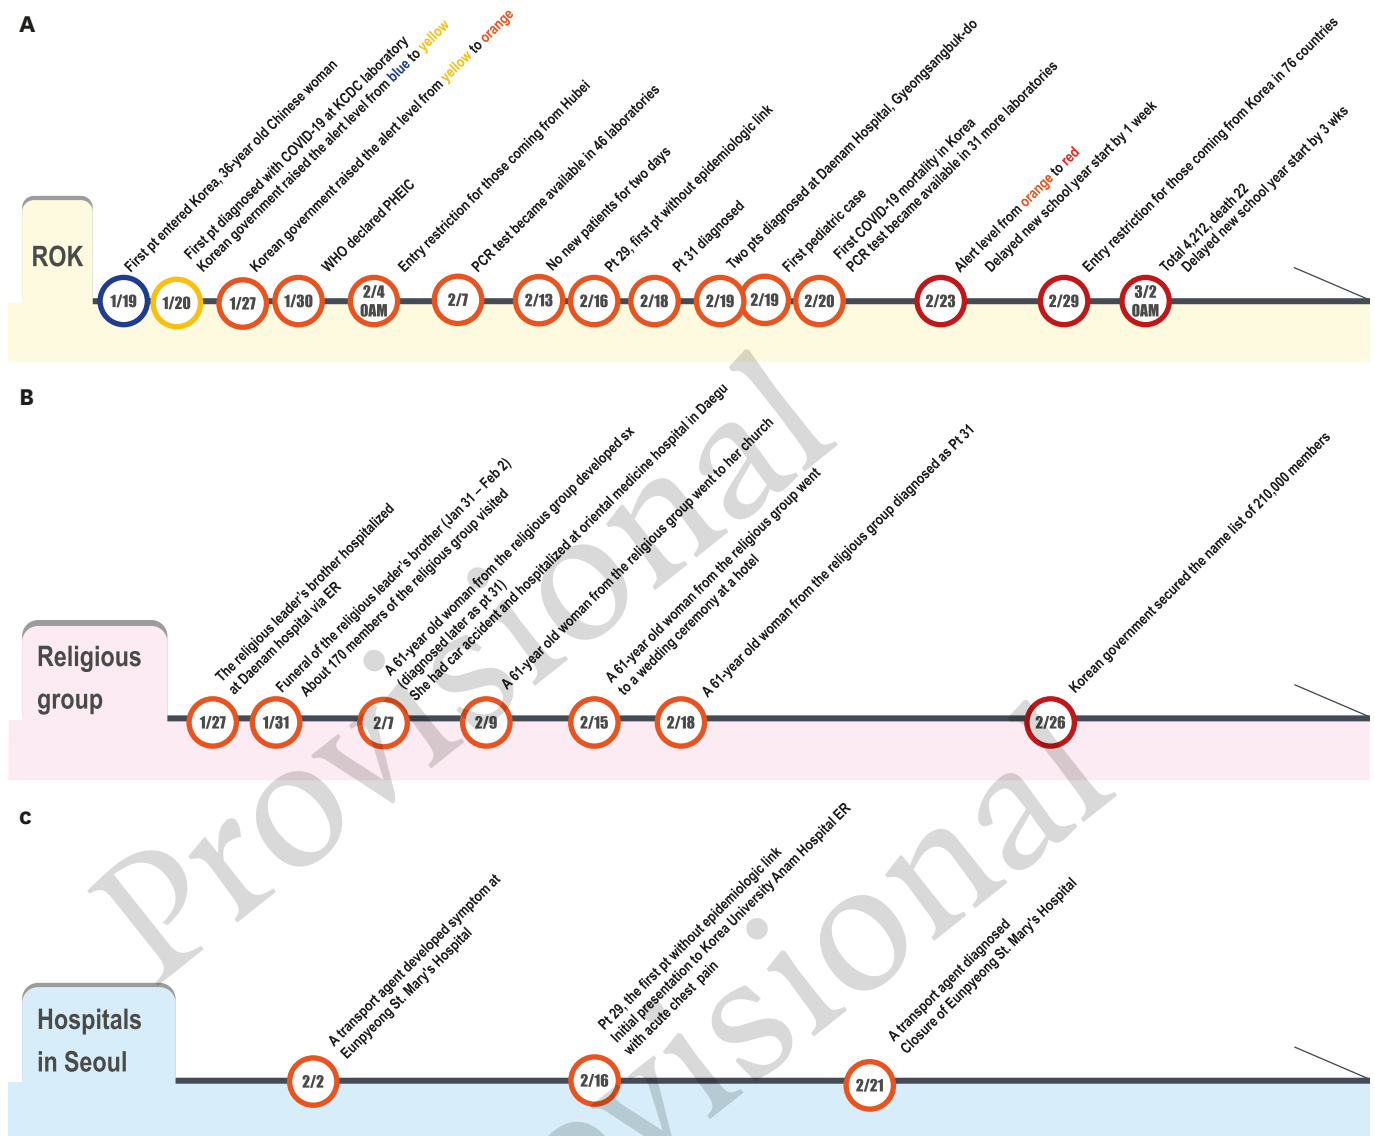 A
First pt entered Korea, 36-year old Chinese woman
First pt diagnosed with COVID-19 at KCDC laboratory
Korean government raised the alert level from blue to yellow
Korean government raised the alert level from yellow to orange
WHO declared PHEIC
Entry restriction for those coming from Hubei
PCR test became available in 46 laboratories
No new patients for two days
Pt 29, first pt without epidemiologic link
Pt 31 diagnosed
Two pts diagnosed at Daenam Hospital, Gyeongsangbuk-do
First pediatric case
First COVID-19 mortality in Korea
PCR test became available in 31 more laboratories
Alert level from orange to red
Delayed new school year start by 1 week
Entry restriction for those coming from Korea in 76 countries
Total 4,212, death 22
Delayed new school year start by 3 wks
ROK
1/19
1/20
1/27
1/30
2/4
0AM
2/7
2/13
2/16
2/18
2/19
2/19
2/20
2/23
2/29
3/2
0AM
B
The religious leader's brother hospitalized
at Daenam hospital via ER
Funeral of the religious leader's brother (Jan 31 – Feb 2)
About 170 members of the religious group visited
A 61-year old woman from the religious group developed sx
(diagnosed later as pt 31)
She had car accident and hospitalized at oriental medicine hospital in Daegu
A 61-year old woman from the religious group went to her church
A 61-year old woman from the religious group went
to a wedding ceremony at a hotel
A 61-year old woman from the religious group diagnosed as Pt 31
Korean government secured the name list of 210,000 members
Religious
group
1/27
1/31
2/7
2/9
2/15
2/18
2/26
Provisional
c
A transport agent developed symptom at
Eunpyeong St. Mary's Hospital
Pt 29, the first pt without epidemiologic link
Initial presentation to Korea University Anam Hospital ER
with acute chest pain
A transport agent diagnosed
Closure of Eunpyeong St. Mary's Hospital
Hospitals
in Seoul
2/2
2/16
2/21
ovisional